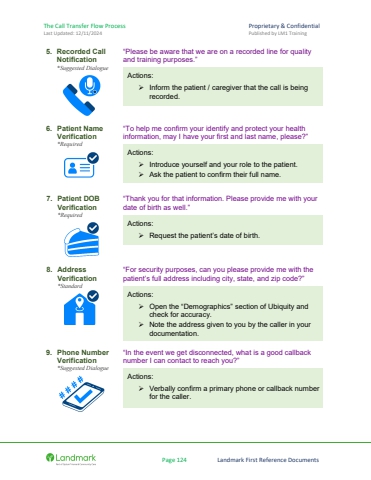 The Call Transfer Flow Process
Proprietary & Confidential
Last Updated: 12/11/2024
Published by LM1 Training
5. Recorded Call
Notification
*Suggested Dialogue
"Please be aware that we are on a recorded line for quality
and training purposes."
Actions:
➢ Inform the patient / caregiver that the call is being
recorded.
6. Patient Name
Verification
*Required
"To help me confirm your identify and protect your health
information, may I have your first and last name, please?"
Actions:
➢ Introduce yourself and your role to the patient.
➢ Ask the patient to confirm their full name.
7. Patient DOB
Verification
*Required
"Thank you for that information. Please provide me with your
date of birth as well."
Actions:
➢ Request the patient's date of birth.
8. Address
Verification
*Standard
"For security purposes, can you please provide me with the
patient's full address including city, state, and zip code?"
Actions:
➢ Open the "Demographics" section of Ubiquity and
check for accuracy.
➢ Note the address given to you by the caller in your
documentation.
9. Phone Number
Verification
*Suggested Dialogue
"In the event we get disconnected, what is a good callback
number I can contact to reach you?"
Actions:
➢ Verbally confirm a primary phone or callback number
for the caller.
# # # #
Landmark
Page 124
Landmark First Reference Documents